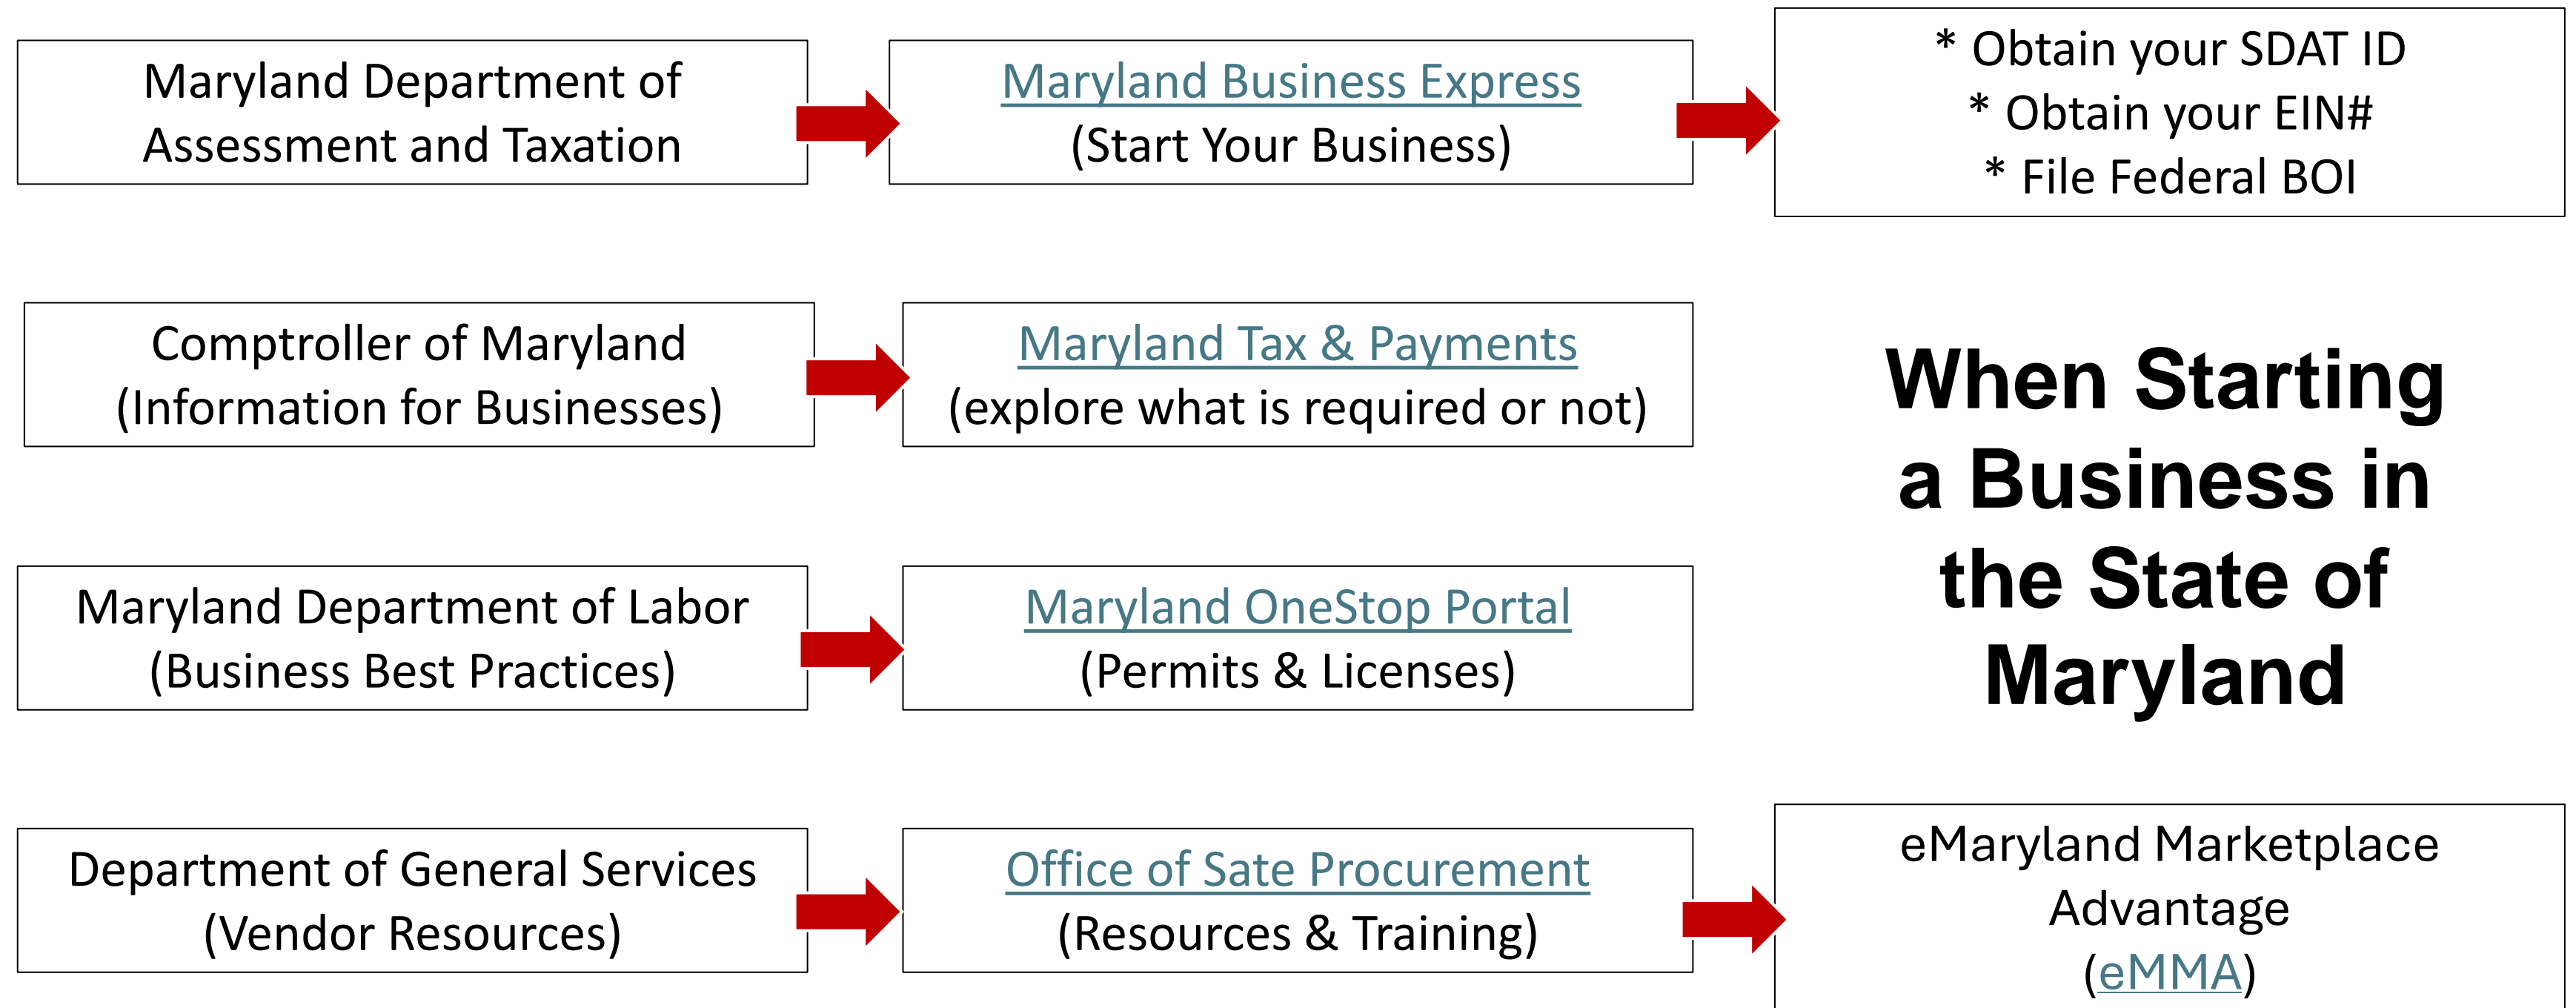 Maryland Department of
Assessment and Taxation
Maryland Business Express
(Start Your Business)
* Obtain your SDAT ID
* Obtain your EIN#
* File Federal BOI
Comptroller of Maryland
(Information for Businesses)
Maryland Tax & Payments
(explore what is required or not)
When Starting
a Business in
the State of
Maryland
Maryland Department of Labor
(Business Best Practices)
Maryland OneStop Portal
(Permits & Licenses)
Department of General Services
(Vendor Resources)
Office of Sate Procurement
(Resources & Training)
eMaryland Marketplace
Advantage
(eMMA)